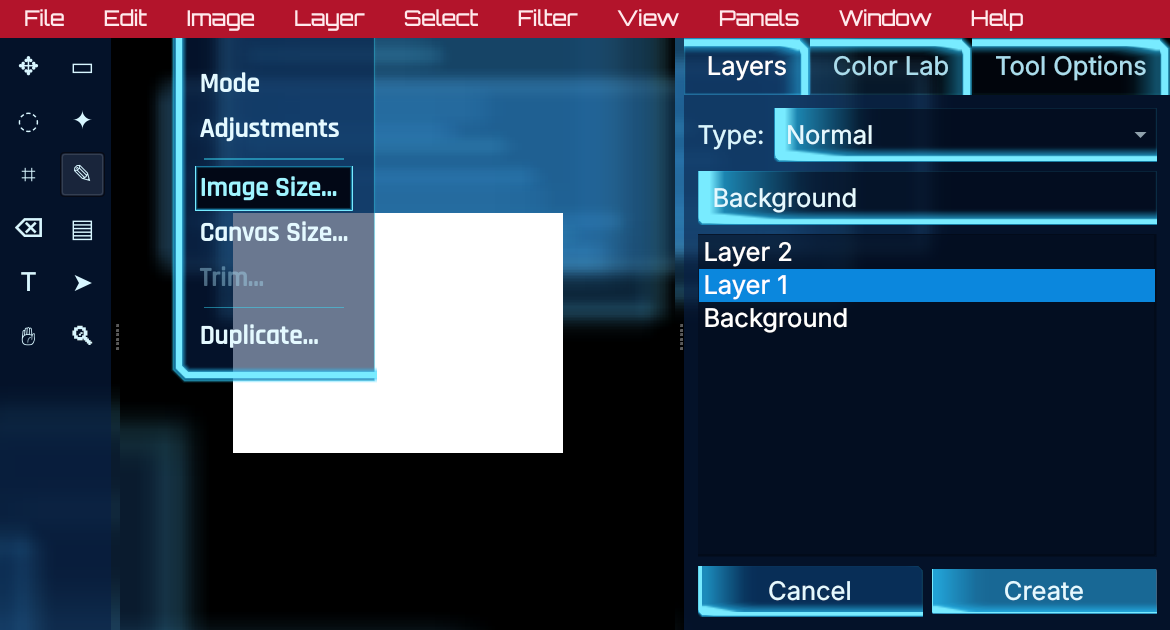 File Edit Image Layer Select Filter View Panels Window Help
Mode
Adjustments
Image Size...
Canvas Size...
Trim...
Duplicate...
Layers Color Lab Tool Options
Type: Normal
Background
Layer 2
Layer 1
Background
Cancel Create